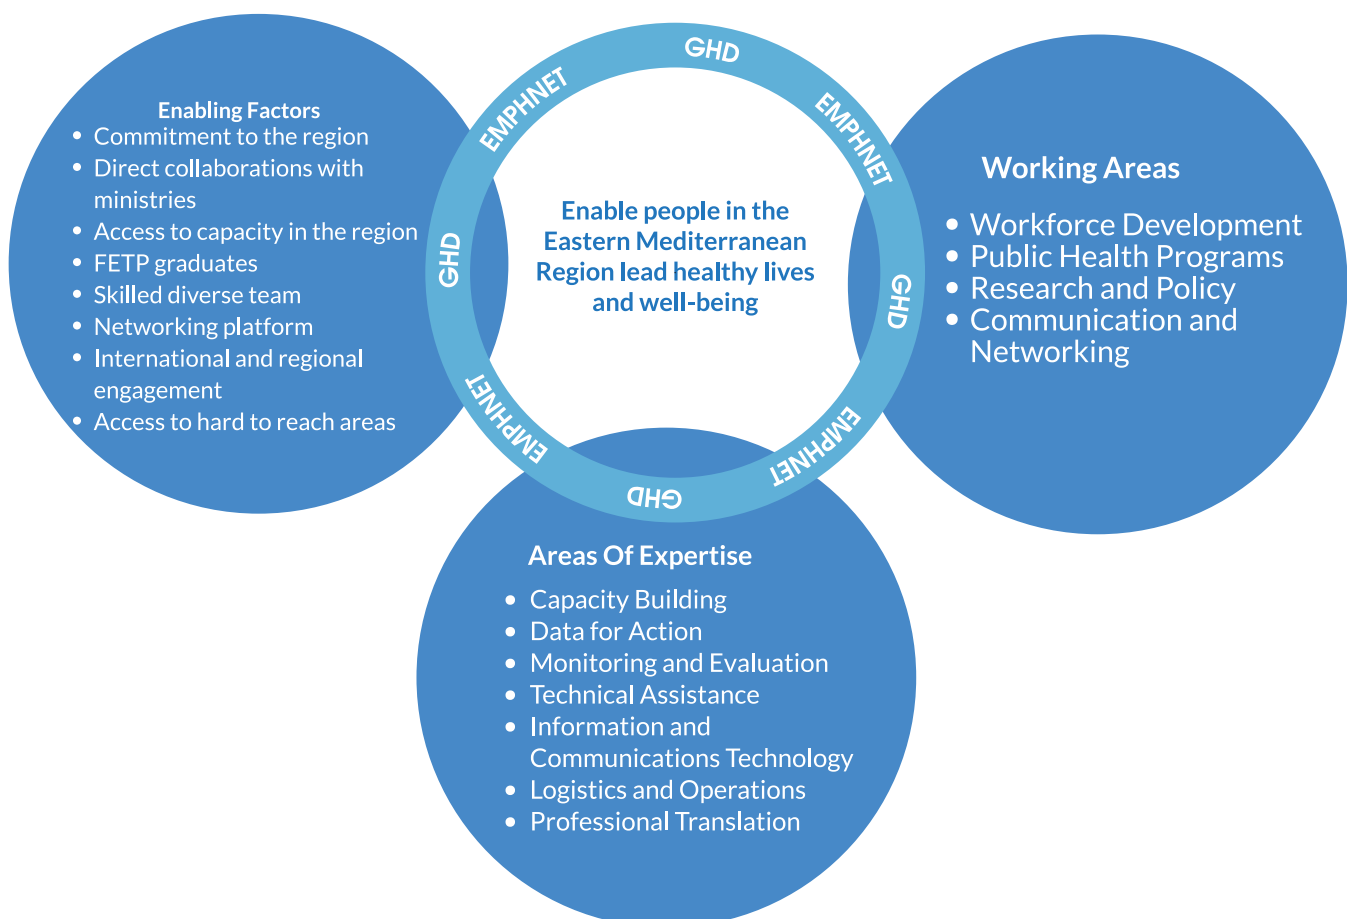 GHD
EMPHNET
EMPHNET
GHD
GHD
EMPHNET
EMPHNET
GHD
Enable people in the
Eastern Mediterranean
Region lead healthy lives
and well-being
Enabling Factors
• Commitment to the region
• Direct collaborations with
ministries
• Access to capacity in the region
• FETP graduates
• Skilled diverse team
• Networking platform
• International and regional
engagement
• Access to hard to reach areas
Working Areas
• Workforce Development
• Public Health Programs
• Research and Policy
• Communication and
Networking
Areas Of Expertise
• Capacity Building
• Data for Action
• Monitoring and Evaluation
• Technical Assistance
• Information and
Communications Technology
• Logistics and Operations
• Professional Translation